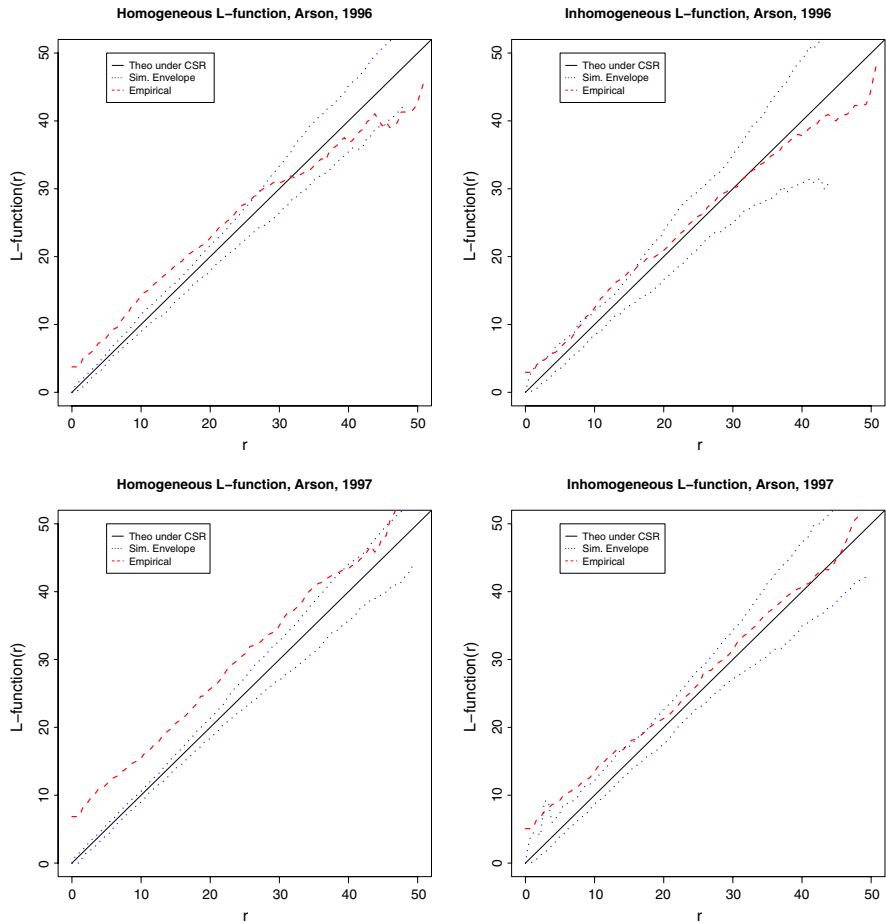 Homogeneous L−function, Arson, 1996
Theo under CSR
Sim. Envelope
Empirical
L−function(r)
50
40
30
20
10
0
0 10 20 30 40 50
r
Inhomogeneous L−function, Arson, 1996
Theo under CSR
Sim. Envelope
Empirical
L−function(r)
50
40
30
20
10
0
0 10 20 30 40 50
r
Homogeneous L−function, Arson, 1997
Theo under CSR
Sim. Envelope
Empirical
L−function(r)
50
40
30
20
10
0
0 10 20 30 40 50
r
Inhomogeneous L−function, Arson, 1997
Theo under CSR
Sim. Envelope
Empirical
L−function(r)
50
40
30
20
10
0
0 10 20 30 40 50
r